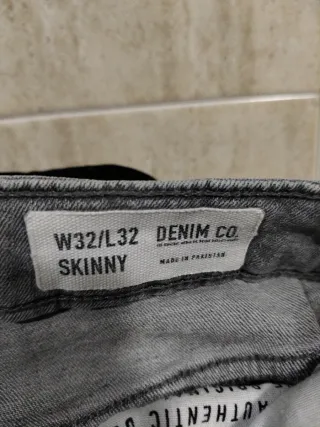 W32/L32
SKINNY
DENIM CO.
MADE IN PAKISTAN
AUTHENTIC